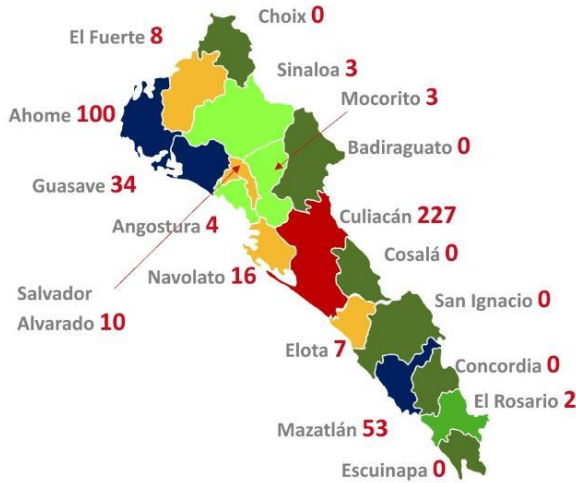 Choix 0
El Fuerte 8
Sinaloa 3
Mocorito 3
Ahome 100
Badiraguato 0
Guasave 34
Culiacán 227
Angostura 4
Cosalá 0
Navolato 16
Salvador
Alvarado 10
San Ignacio 0
Elota 7
Concordia 0
El Rosario 2
Mazatlán 53
Escuinapa 0